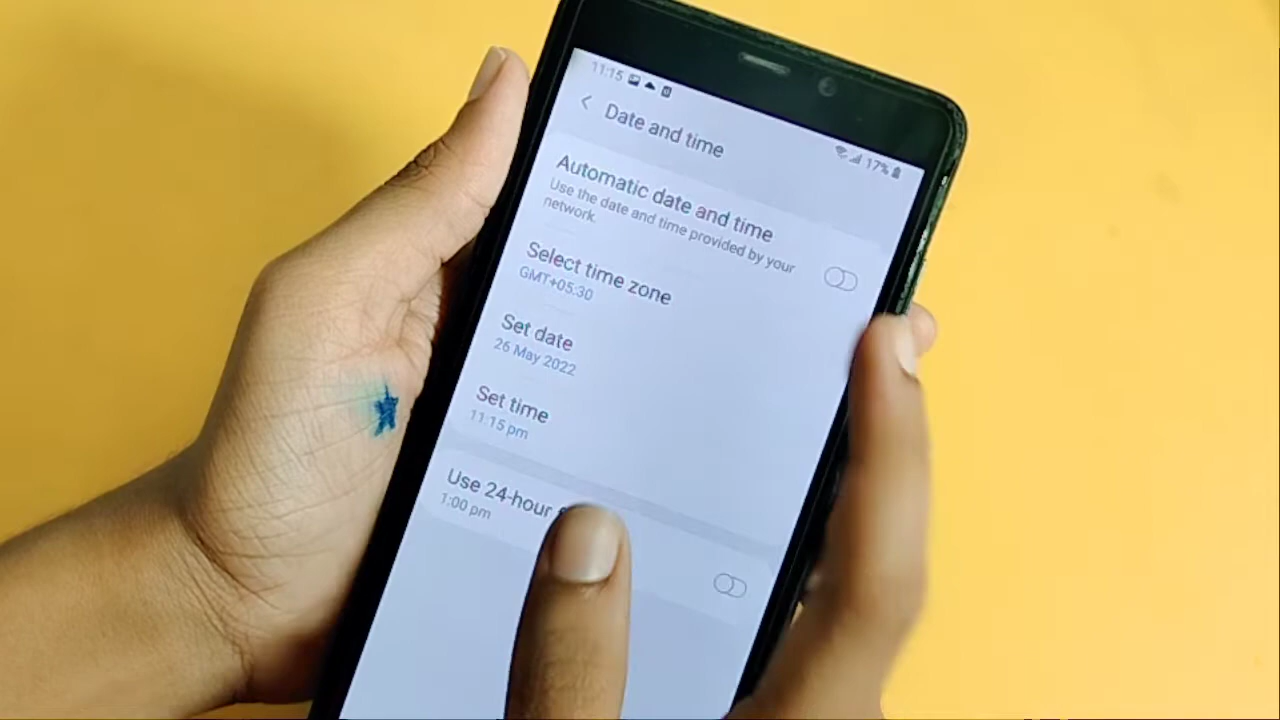 11:15
17%
Date and time
Automatic date and time
Use the date and time provided by your
network.
Select time zone
GMT+05:30
Set date
26 May 2022
Set time
11:15 pm
Use 24-hour
1:00 pm